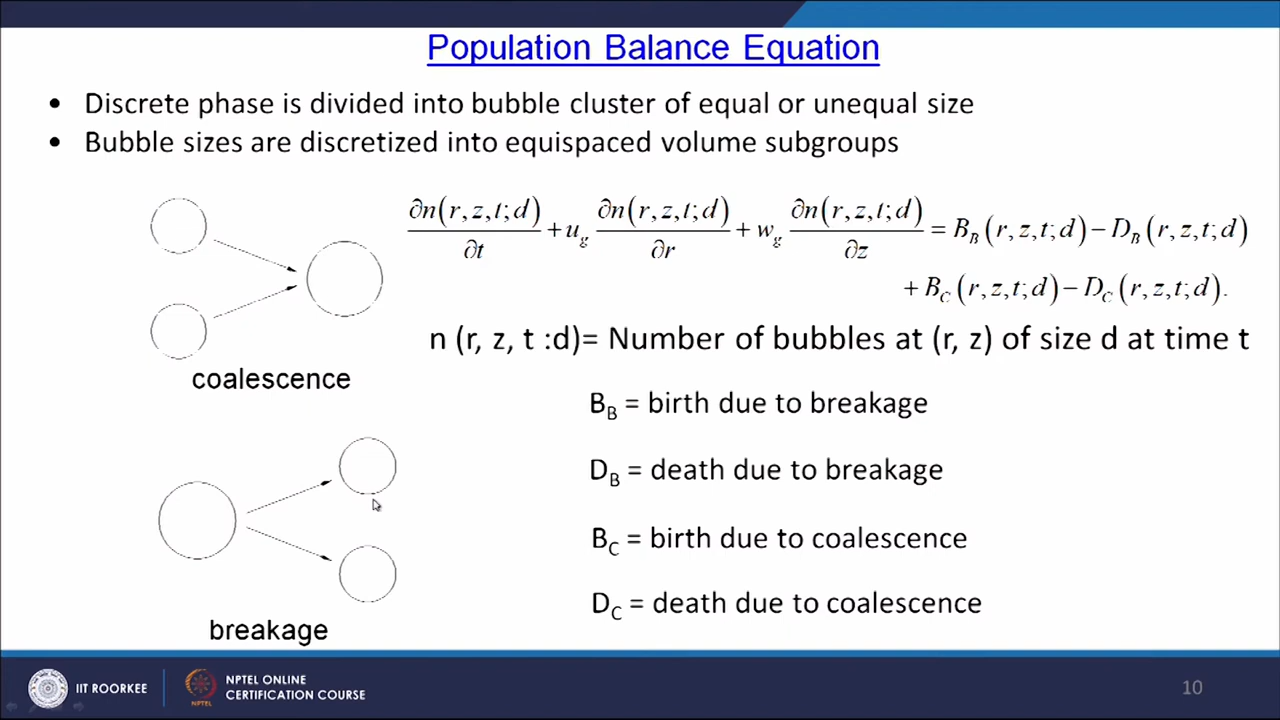 Population Balance Equation
• Discrete phase is divided into bubble cluster of equal or unequal size
• Bubble sizes are discretized into equispaced volume subgroups
∂n(r,z,t;d)/∂t + u_g ∂n(r,z,t;d)/∂r + w_g ∂n(r,z,t;d)/∂z = B_B(r,z,t;d) − D_B(r,z,t;d)
+ B_C(r,z,t;d) − D_C(r,z,t;d).
n (r, z, t :d)= Number of bubbles at (r, z) of size d at time t
coalescence
B_B = birth due to breakage
D_B = death due to breakage
B_C = birth due to coalescence
D_C = death due to coalescence
breakage
IIT ROORKEE
NPTEL
NPTEL ONLINE
CERTIFICATION COURSE
10